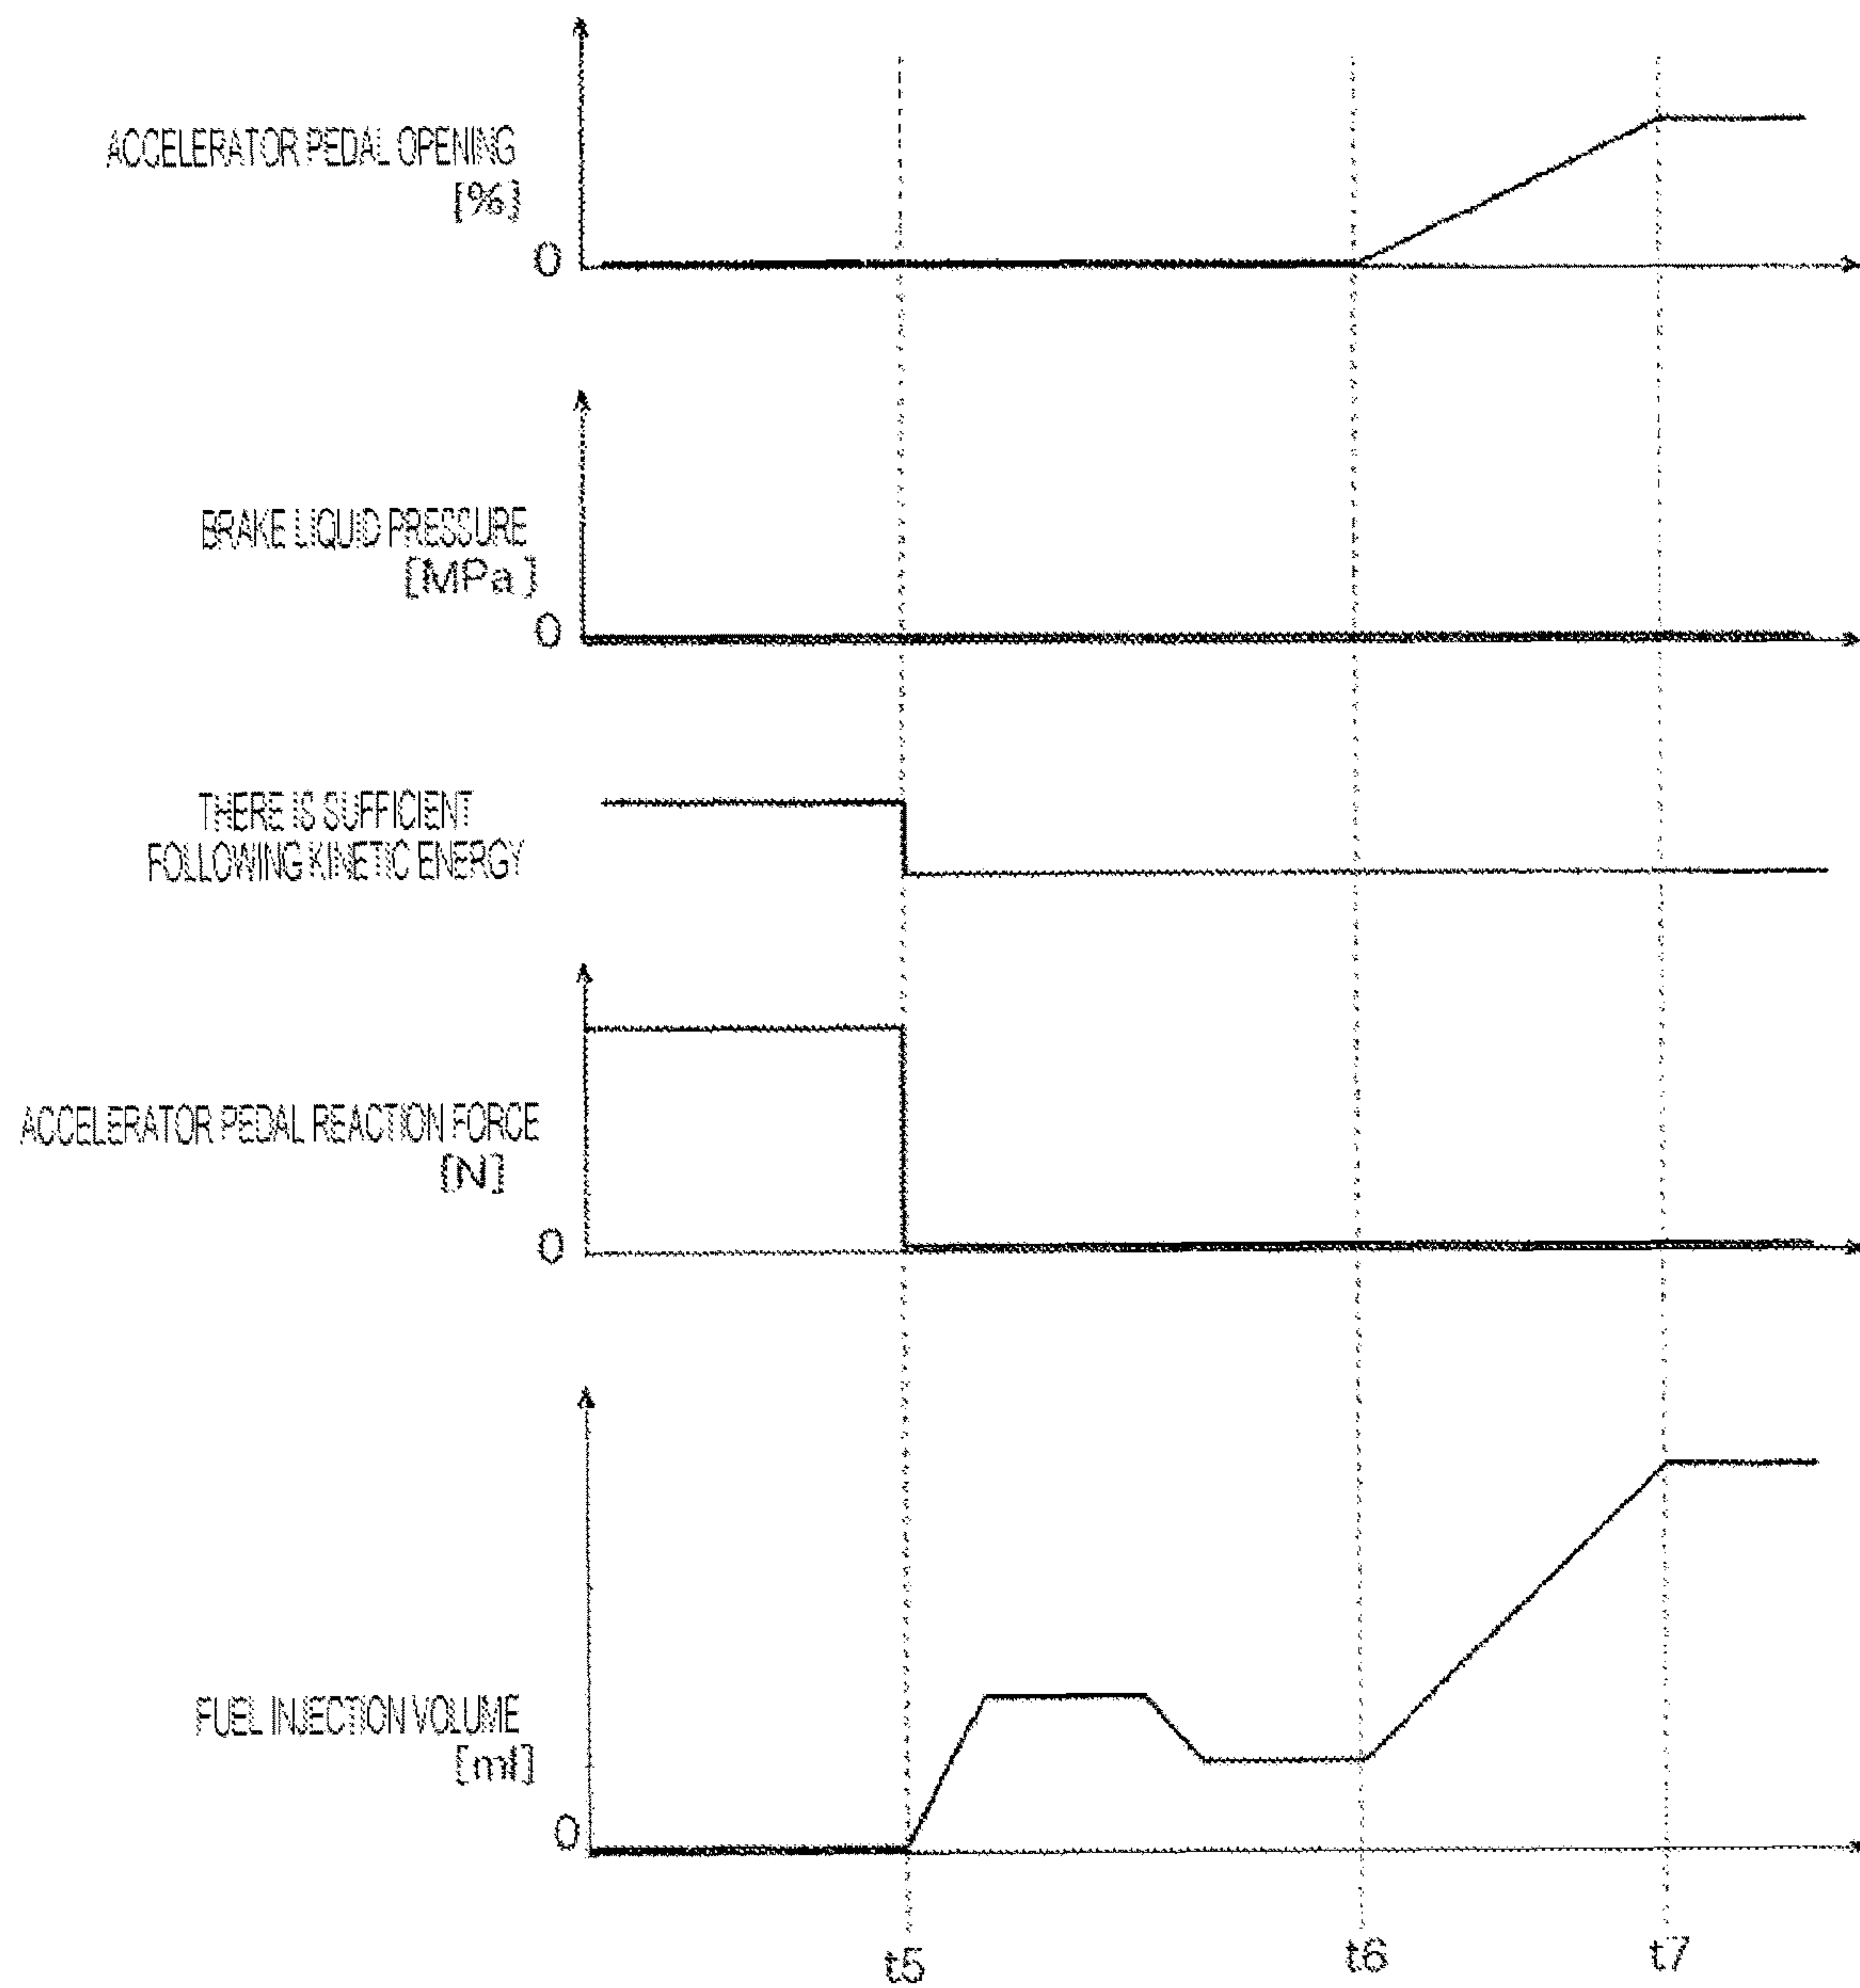 ACCELERATOR PEDAL OPENING
[%]
0
BRAKE LIQUID PRESSURE
[MPa]
0
THERE IS SUFFICIENT
FOLLOWING KINETIC ENERGY
ACCELERATOR PEDAL REACTION FORCE
[N]
0
FUEL INJECTION VOLUME
[ml]
0
t5
t6
t7